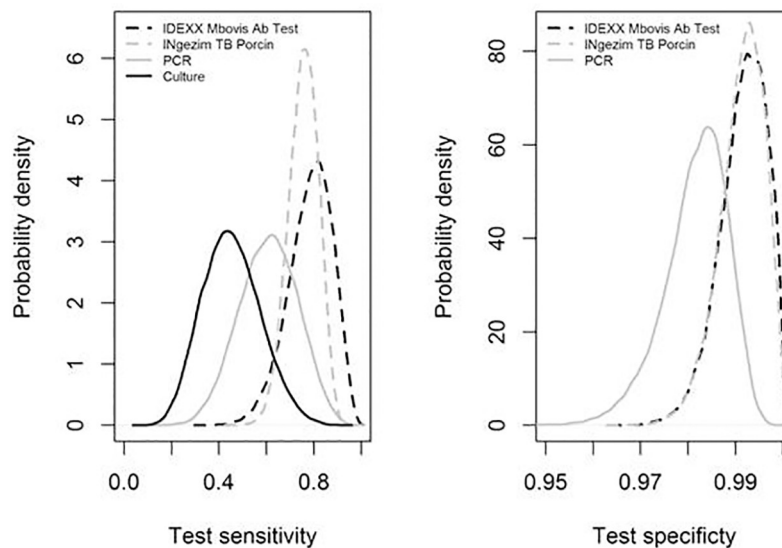 IDEXX Mbovis Ab Test
INgezim TB Porcin
PCR
Culture
6
5
4
3
2
1
0
Probability density
0.0 0.4 0.8
Test sensitivity
IDEXX Mbovis Ab Test
INgezim TB Porcin
PCR
80
60
40
20
0
Probability density
0.95 0.97 0.99
Test specificty